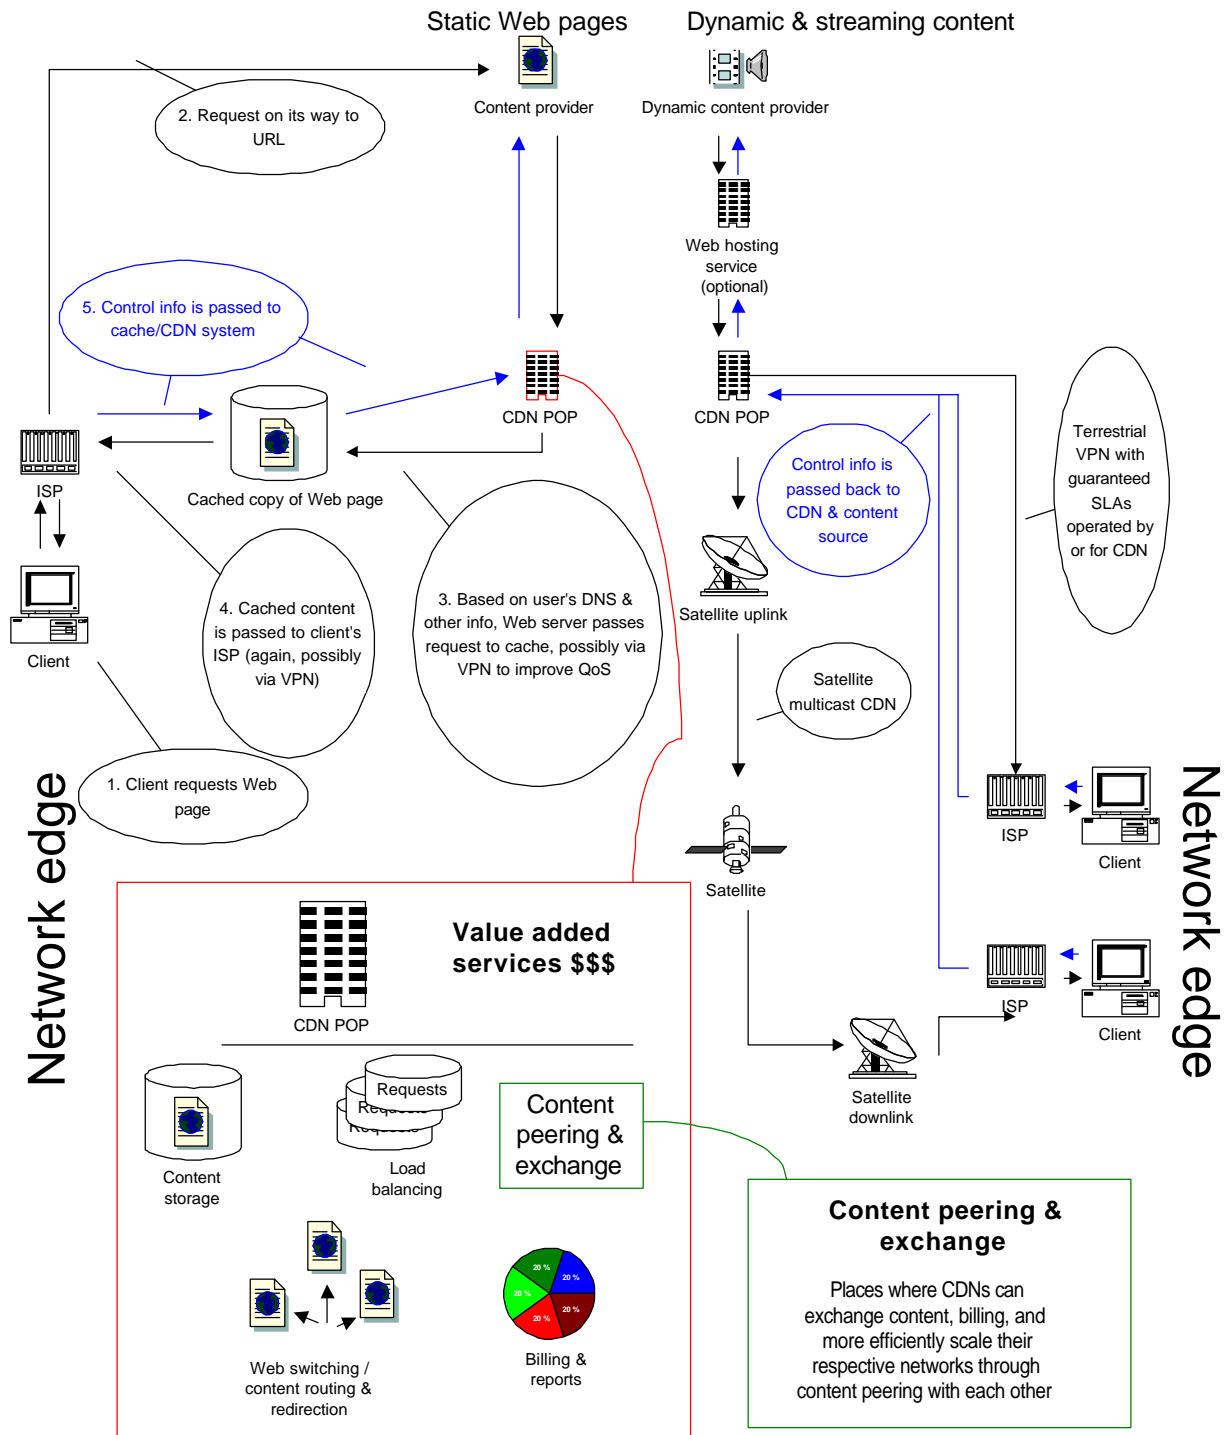 Static Web pages
Dynamic & streaming content
Content provider
Dynamic content provider
2. Request on its way to
URL
Web hosting
service
(optional)
5. Control info is passed to
cache/CDN system
CDN POP
CDN POP
ISP
Cached copy of Web page
Control info is
passed back to
CDN & content
source
Terrestrial
VPN with
guaranteed
SLAs
operated by
or for CDN
Client
4. Cached content
is passed to client's
ISP (again, possibly
via VPN)
3. Based on user's DNS &
other info, Web server passes
request to cache, possibly via
VPN to improve QoS
Satellite uplink
Satellite
multicast CDN
1. Client requests Web
page
Network edge
Network edge
Satellite
ISP
Client
ISP
Client
Satellite
downlink
Value added
services $$$
CDN POP
Content
storage
Requests
Requests
Requests
Load
balancing
Content
peering &
exchange
Web switching /
content routing &
redirection
20 %
20 %
20 %
20 %
20 %
Billing &
reports
Content peering &
exchange
Places where CDNs can
exchange content, billing, and
more efficiently scale their
respective networks through
content peering with each other